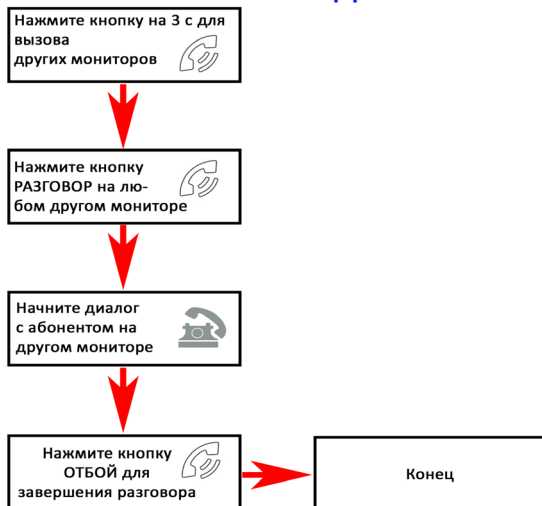 Нажмите кнопку на 3 с для
вызова
других мониторов
Нажмите кнопку
РАЗГОВОР на лю-
бом другом мониторе
Начните диалог
с абонентом на
другом мониторе
Нажмите кнопку
ОТБОЙ для
завершения разговора
Конец